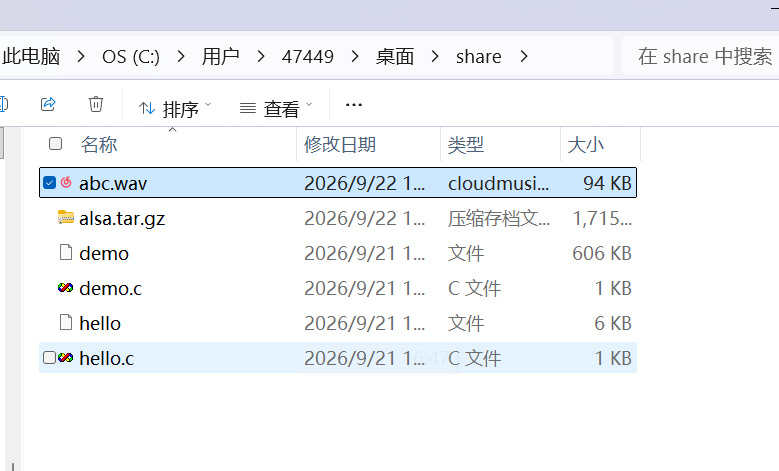 此电脑 > OS (C:) > 用户 > 47449 > 桌面 > share >
在 share 中搜索
排序 查看 ...
名称 修改日期 类型 大小
abc.wav 2026/9/22 1... cloudmusi... 94 KB
alsa.tar.gz 2026/9/22 1... 压缩存档文... 1,715...
demo 2026/9/21 1... 文件 606 KB
demo.c 2026/9/21 1... C 文件 1 KB
hello 2026/9/21 1... 文件 6 KB
hello.c 2026/9/21 1... C 文件 1 KB